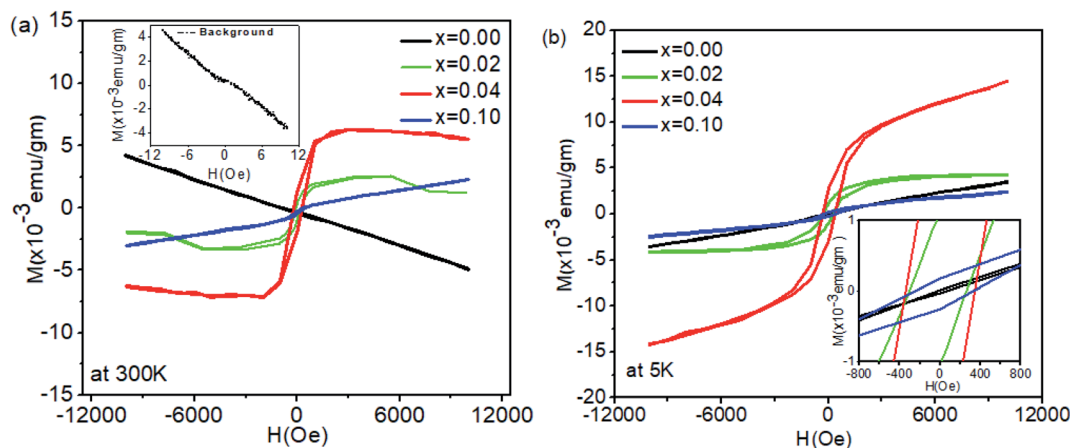 (a)
15
10
5
0
-5
-10
-15
-12000 -6000 0 6000 12000
H(Oe)
M(x10⁻³emu/gm)
x=0.00
x=0.02
x=0.04
x=0.10
at 300K
Background
4
2
0
-2
-4
-12 -6 0 6 12
H(Oe)
M(x10⁻³emu/gm)
(b)
20
15
10
5
0
-5
-10
-15
-20
-12000 -6000 0 6000 12000
H(Oe)
M(x10⁻³emu/gm)
x=0.00
x=0.02
x=0.04
x=0.10
at 5K
1
0
-1
-800 -400 0 400 800
H(Oe)
M(x10⁻³emu/gm )